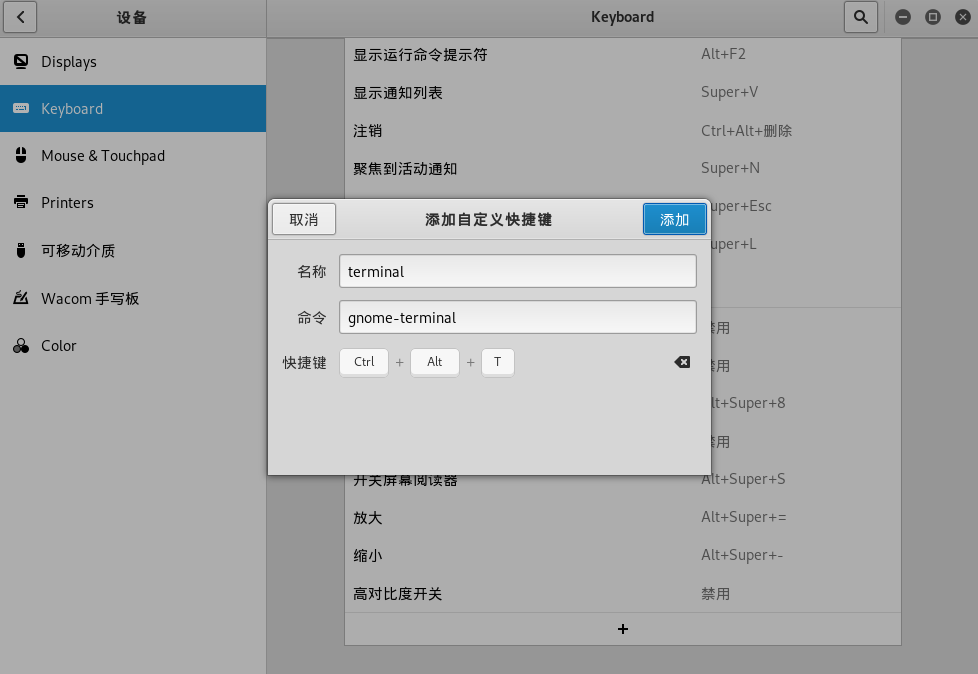 设备
Keyboard
Displays
Keyboard
Mouse & Touchpad
Printers
可移动介质
Wacom 手写板
Color
显示运行命令提示符 Alt+F2
显示通知列表 Super+V
注销 Ctrl+Alt+删除
聚焦到活动通知 Super+N
uper+Esc
uper+L
取消
添加自定义快捷键
添加
名称 terminal
命令 gnome-terminal
快捷键 Ctrl + Alt + T
禁用
禁用
lt+Super+8
禁用
开关屏幕阅读器 Alt+Super+S
放大 Alt+Super+=
缩小 Alt+Super+-
高对比度开关 禁用
+